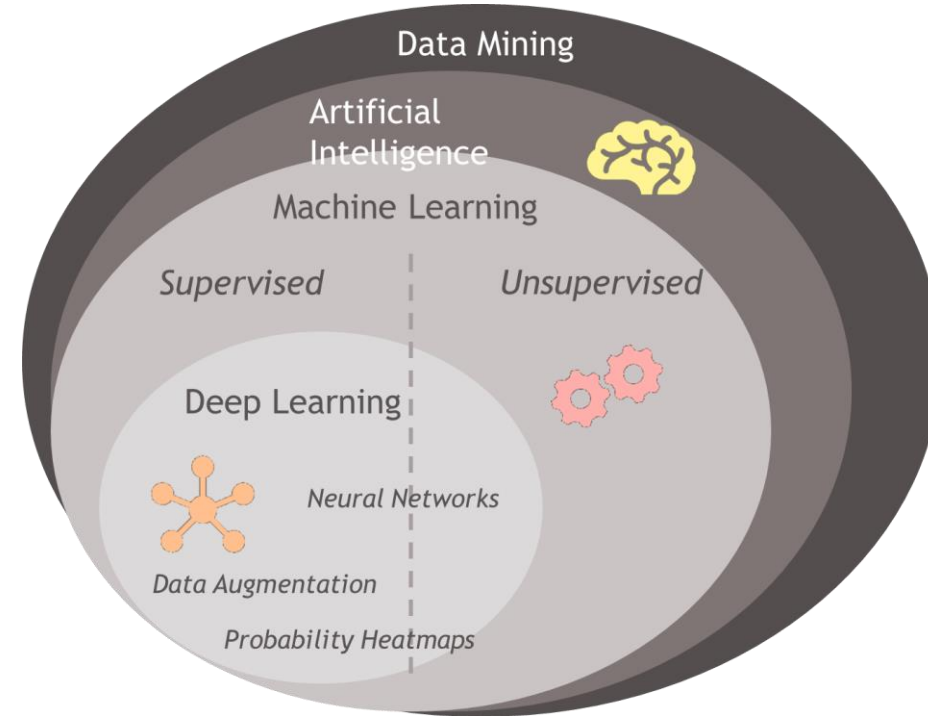 Data Mining
Artificial
Intelligence
Machine Learning
Supervised
Unsupervised
Deep Learning
Neural Networks
Data Augmentation
Probability Heatmaps